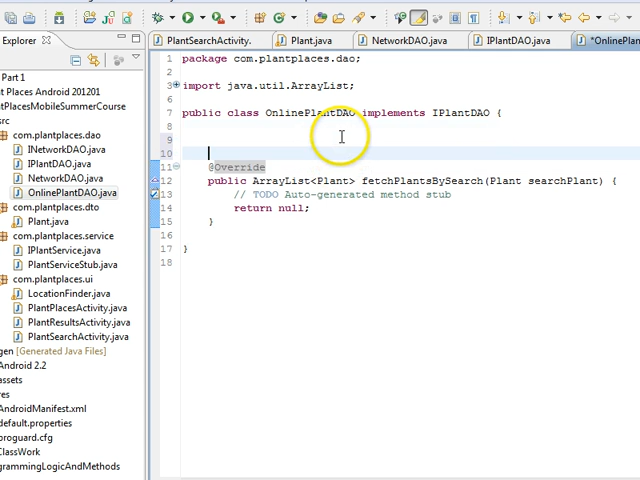 Explorer
PlantSearchActivity.
Plant.java
NetworkDAO.java
IPlantDAO.java
*OnlinePlan
Part 1
Places Android 201201
ntPlacesMobileSummerCourse
src
com.plantplaces.dao
INetworkDAO.java
IPlantDAO.java
NetworkDAO.java
OnlinePlantDAO.java
com.plantplaces.dto
Plant.java
com.plantplaces.service
IPlantService.java
PlantServiceStub.java
com.plantplaces.ui
LocationFinder.java
PlantPlacesActivity.java
PlantResultsActivity.java
PlantSearchActivity.java
gen [Generated Java Files]
Android 2.2
assets
res
AndroidManifest.xml
default.properties
proguard.cfg
ClassWork
grammingLogicAndMethods
1 package com.plantplaces.dao;
2
3 import java.util.ArrayList;
6
7 public class OnlinePlantDAO implements IPlantDAO {
8
9
10
11 @Override
12 public ArrayList<Plant> fetchPlantsBySearch(Plant searchPlant) {
13 // TODO Auto-generated method stub
14 return null;
15 }
16
17 }
18